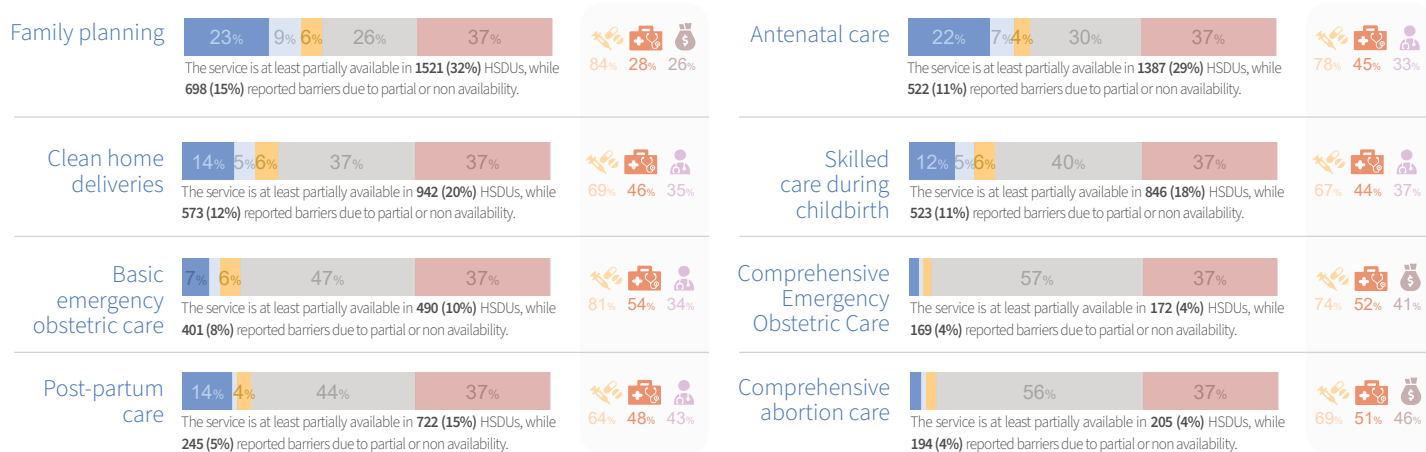 Family planning
23% 9% 6% 26% 37%
84% 28% 26%
The service is at least partially available in 1521 (32%) HSDUs, while
698 (15%) reported barriers due to partial or non availability.
Antenatal care
22% 7% 4% 30% 37%
78% 45% 33%
The service is at least partially available in 1387 (29%) HSDUs, while
522 (11%) reported barriers due to partial or non availability.
Clean home
deliveries
14% 5% 6% 37% 37%
69% 46% 35%
The service is at least partially available in 942 (20%) HSDUs, while
573 (12%) reported barriers due to partial or non availability.
Skilled
care during
childbirth
12% 5% 6% 40% 37%
67% 44% 37%
The service is at least partially available in 846 (18%) HSDUs, while
523 (11%) reported barriers due to partial or non availability.
Basic
emergency
obstetric care
7% 6% 47% 37%
81% 54% 34%
The service is at least partially available in 490 (10%) HSDUs, while
401 (8%) reported barriers due to partial or non availability.
Comprehensive
Emergency
Obstetric Care
57% 37%
74% 52% 41%
The service is at least partially available in 172 (4%) HSDUs, while
169 (4%) reported barriers due to partial or non availability.
Post-partum
care
14% 4% 44% 37%
64% 48% 43%
The service is at least partially available in 722 (15%) HSDUs, while
245 (5%) reported barriers due to partial or non availability.
Comprehensive
abortion care
56% 37%
69% 51% 46%
The service is at least partially available in 205 (4%) HSDUs, while
194 (4%) reported barriers due to partial or non availability.